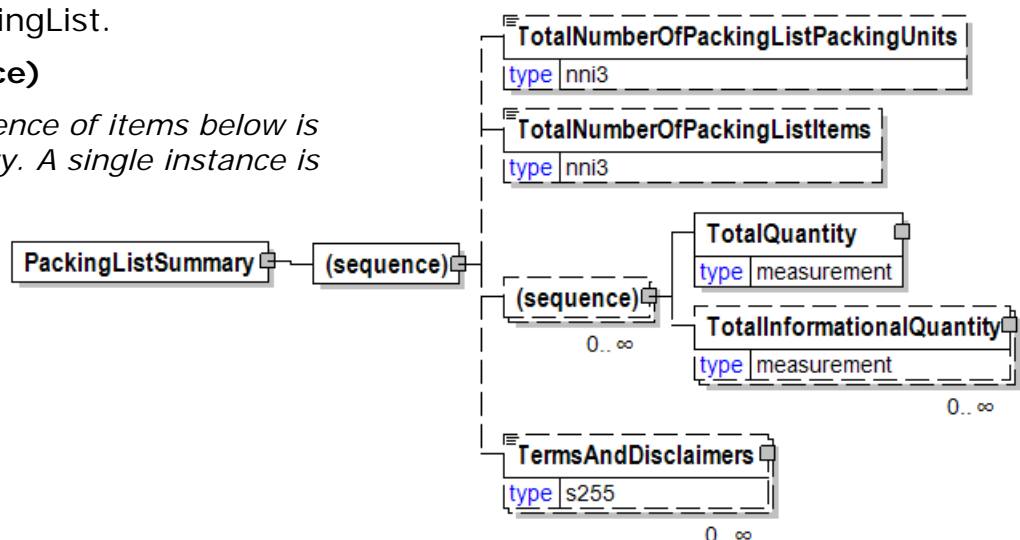 ingList.
ce)
ence of items below is
y. A single instance is
PackingListSummary
(sequence)
TotalNumberOfPackingListPackingUnits
type nni3
TotalNumberOfPackingListItems
type nni3
(sequence)
0.. ∞
TotalQuantity
type measurement
TotalInformationalQuantity
type measurement
0.. ∞
TermsAndDisclaimers
type s255
0.. ∞